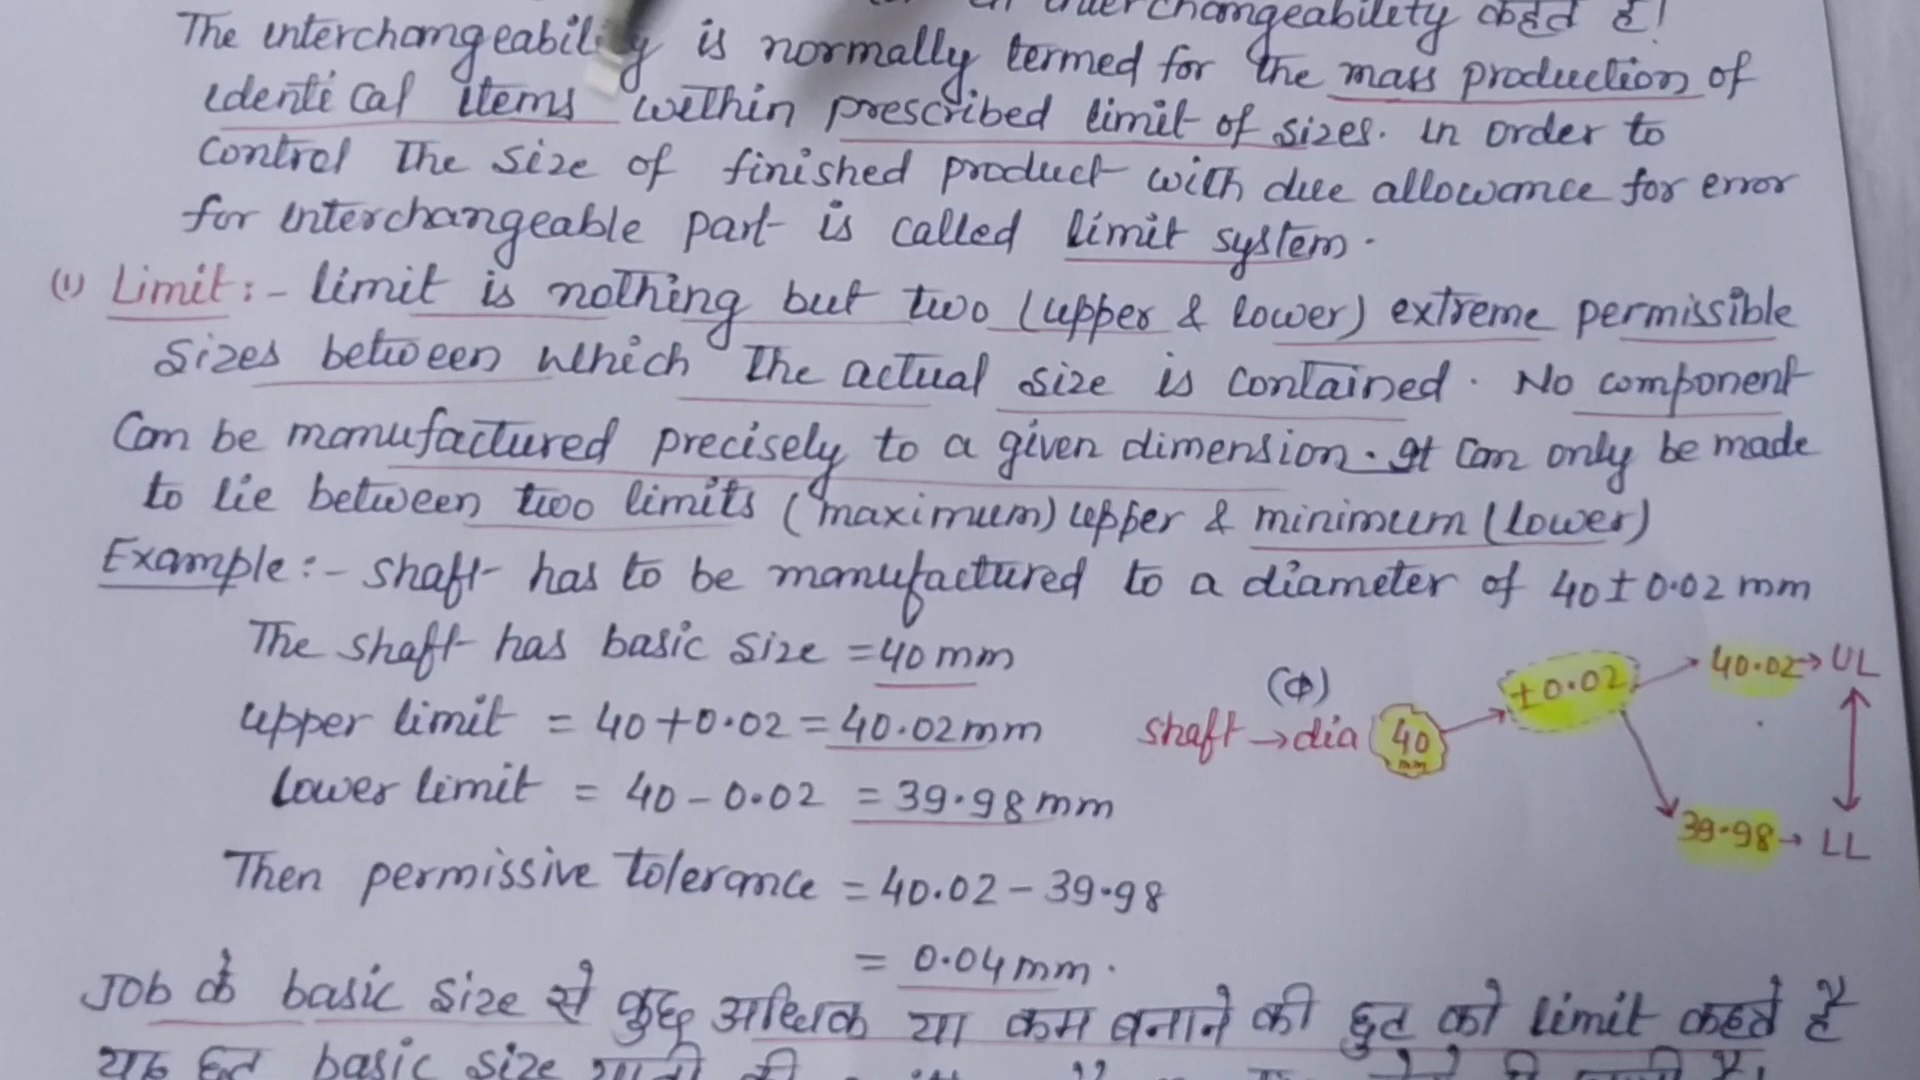 interchangeability कहते है!
The interchangeability is normally termed for the mass production of
identical items within prescribed limit of sizes. in order to
control the size of finished product with due allowance for error
for interchangeable part is called limit system.
(1) Limit:- limit is nothing but two (upper & lower) extreme permissible
sizes between which the actual size is contained. No component
Can be manufactured precisely to a given dimension. It can only be made
to lie between two limits (maximum) upper & minimum (lower)
Example:- shaft has to be manufactured to a diameter of 40±0.02 mm
The shaft has basic size =40 mm
upper limit = 40+0.02 = 40.02mm
Lower limit = 40-0.02 = 39.98 mm
(Φ)
shaft → dia 40 mm → ±0.02 → 40.02 → UL
39.98 → LL
Then permissive tolerance = 40.02 - 39.98
= 0.04 mm.
Job के basic size से कुछ अधिक या कम बनाने की छुट को limit कहते हैं
यह छुट basic size